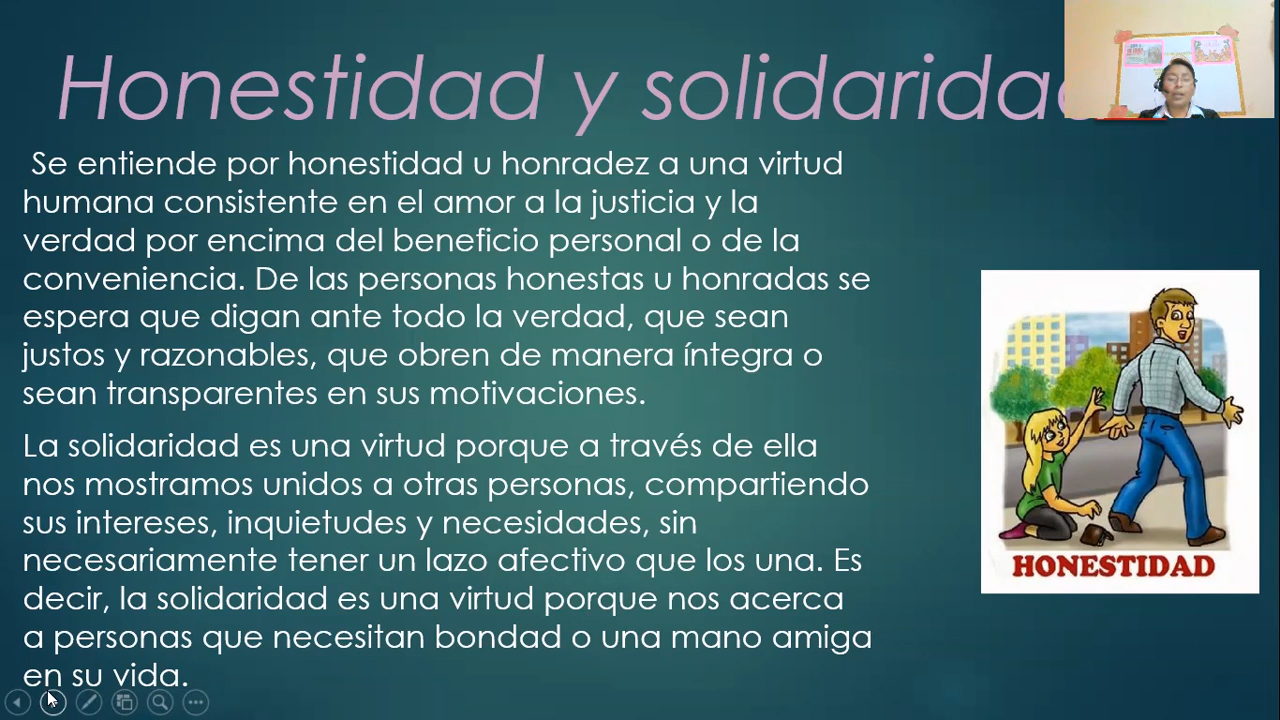 Honestidad y solidaridad
Se entiende por honestidad u honradez a una virtud
humana consistente en el amor a la justicia y la
verdad por encima del beneficio personal o de la
conveniencia. De las personas honestas u honradas se
espera que digan ante todo la verdad, que sean
justos y razonables, que obren de manera íntegra o
sean transparentes en sus motivaciones.
La solidaridad es una virtud porque a través de ella
nos mostramos unidos a otras personas, compartiendo
sus intereses, inquietudes y necesidades, sin
necesariamente tener un lazo afectivo que los una. Es
decir, la solidaridad es una virtud porque nos acerca
a personas que necesitan bondad o una mano amiga
en su vida.
HONESTIDAD